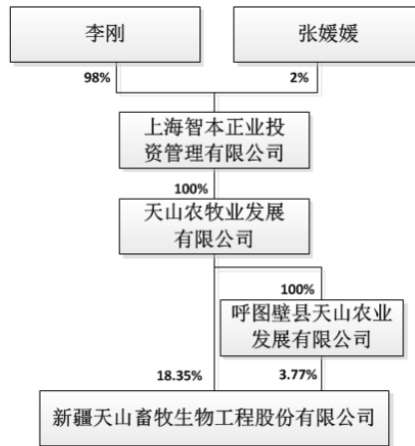 李刚
张媛媛
98%
2%
上海智本正业投
资管理有限公司
100%
天山农牧业发展
有限公司
100%
呼图壁县天山农业
发展有限公司
18.35%
3.77%
新疆天山畜牧生物工程股份有限公司